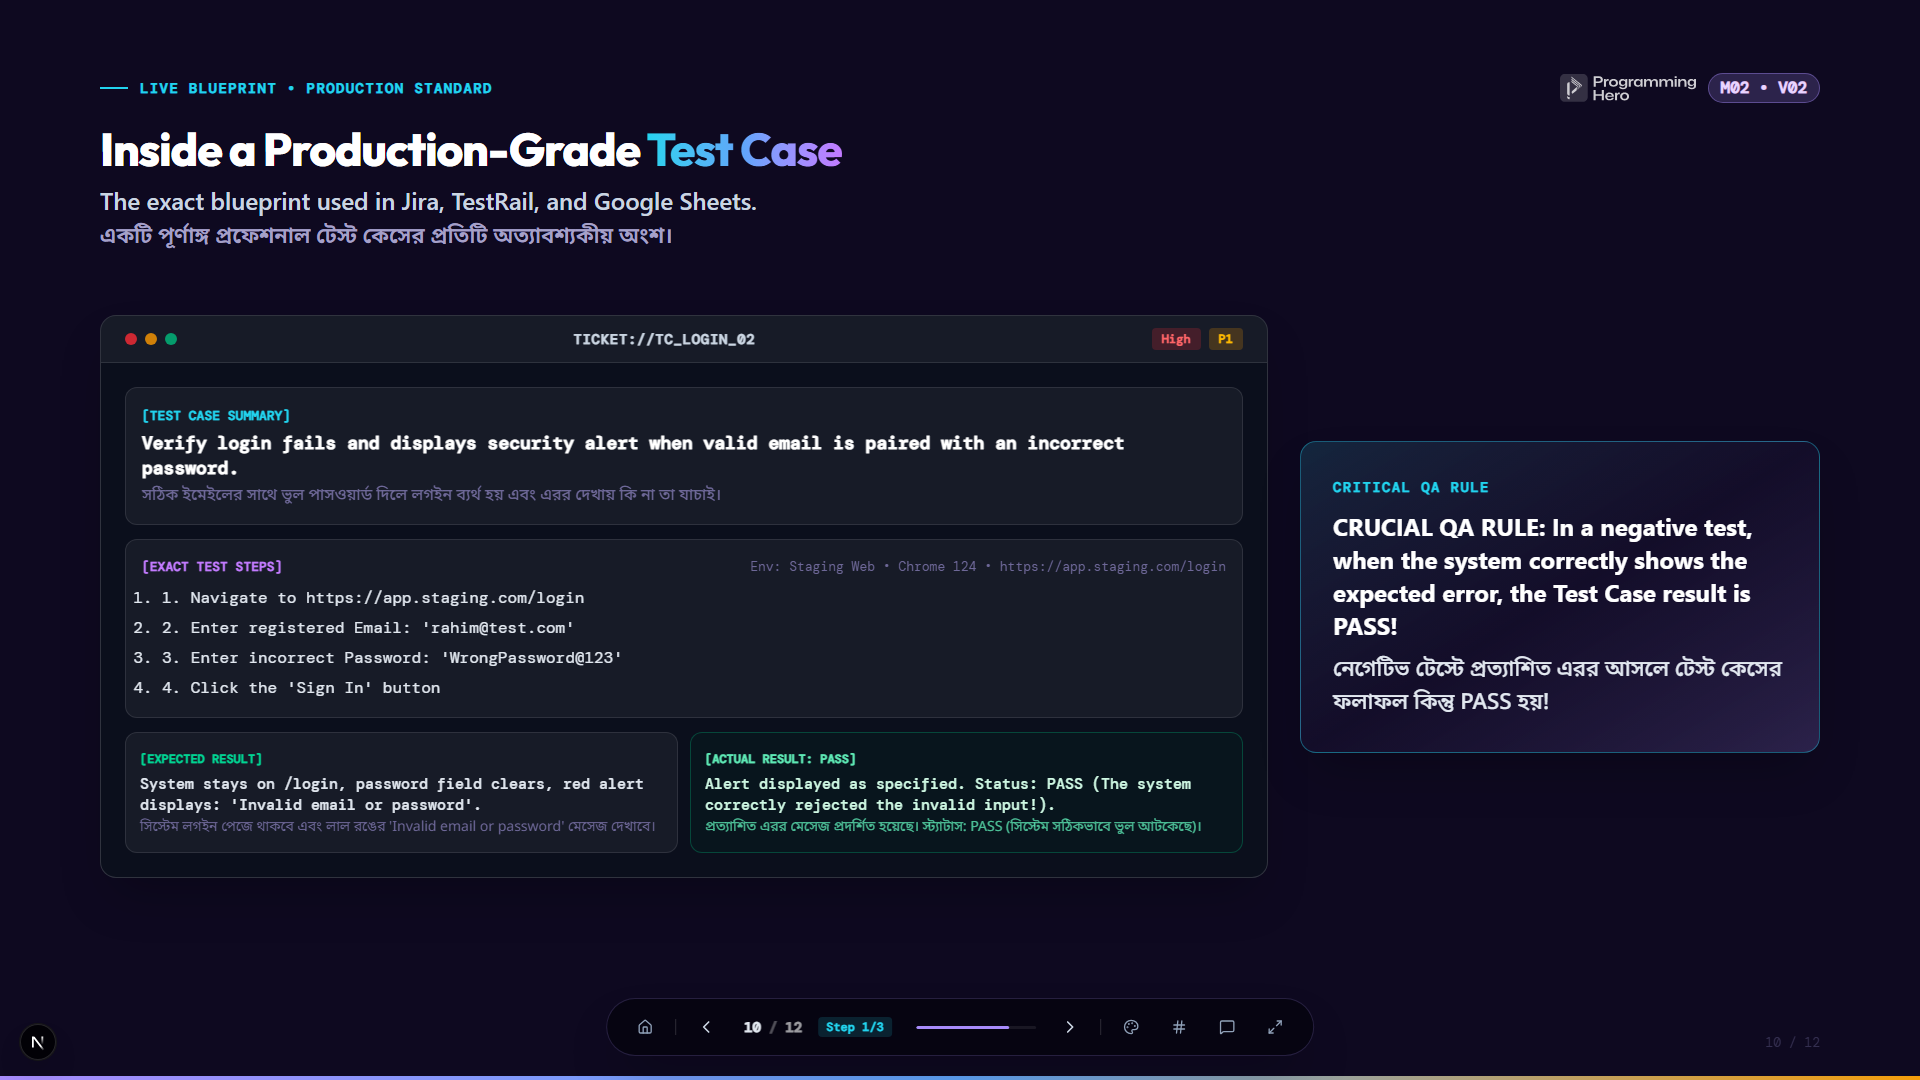 LIVE BLUEPRINT • PRODUCTION STANDARD
Programming
Hero
M02 • V02
Inside a Production-Grade Test Case
The exact blueprint used in Jira, TestRail, and Google Sheets.
একটি পূর্ণাঙ্গ প্রফেশনাল টেস্ট কেসের প্রতিটি অত্যাবশ্যকীয় অংশ।
TICKET://TC_LOGIN_02
High
P1
[TEST CASE SUMMARY]
Verify login fails and displays security alert when valid email is paired with an incorrect
password.
সঠিক ইমেইলের সাথে ভুল পাসওয়ার্ড দিলে লগইন ব্যর্থ হয় এবং এরর দেখায় কি না তা যাচাই।
[EXACT TEST STEPS]
Env: Staging Web • Chrome 124 • https://app.staging.com/login
1. 1. Navigate to https://app.staging.com/login
2. 2. Enter registered Email: 'rahim@test.com'
3. 3. Enter incorrect Password: 'WrongPassword@123'
4. 4. Click the 'Sign In' button
[EXPECTED RESULT]
System stays on /login, password field clears, red alert
displays: 'Invalid email or password'.
সিস্টেম লগইন পেজে থাকবে এবং লাল রঙের 'Invalid email or password' মেসেজ দেখাবে।
[ACTUAL RESULT: PASS]
Alert displayed as specified. Status: PASS (The system
correctly rejected the invalid input!).
প্রত্যাশিত এরর মেসেজ প্রদর্শিত হয়েছে। স্ট্যাটাস: PASS (সিস্টেম সঠিকভাবে ভুল আটকেছে)।
CRITICAL QA RULE
CRUCIAL QA RULE: In a negative test,
when the system correctly shows the
expected error, the Test Case result is
PASS!
নেগেটিভ টেস্টে প্রত্যাশিত এরর আসলে টেস্ট কেসের
ফলাফল কিন্তু PASS হয়!
10 / 12
Step 1/3
10 / 12
N